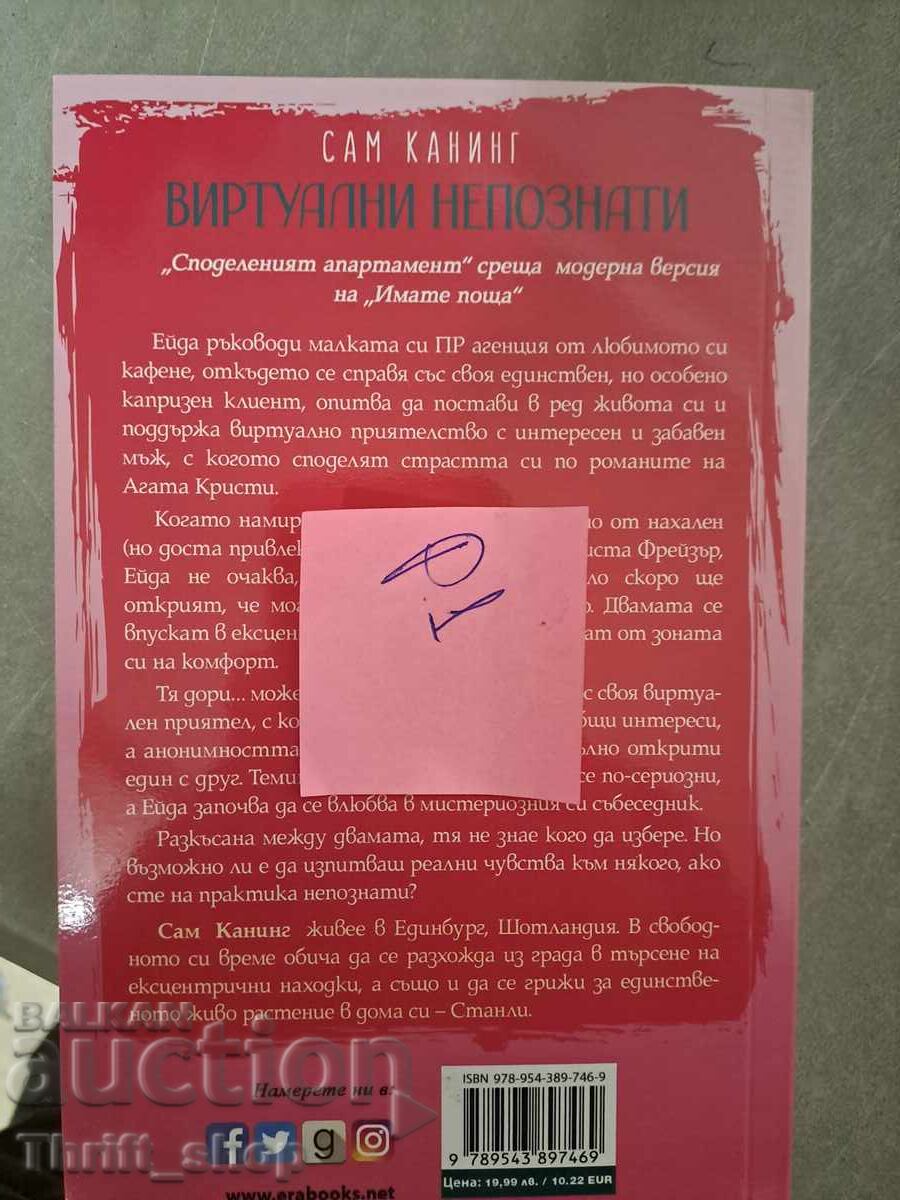 САМ КАНИНГ
ВИРТУАЛНИ НЕПОЗНАТИ
„Споделеният апартамент“ среща модерна версия
на „Имате поща“
Ейда ръководи малката си ПР агенция от любимото си
кафене, откъдето се справя със своя единствен, но особено
капризен клиент, опитва да постави в ред живота си и
поддържа виртуално приятелство с интересен и забавен
мъж, с когото споделят страстта си по романите на
Агата Кристи.
Когато намир от нахален
(но доста привлек иста Фрейзър,
Ейда не очаква, ло скоро ще
открият, че мог Двамата се
впускат в ексцен ат от зоната
си на комфорт.
Тя дори... може с своя виртуа-
лен приятел, с ко бщи интереси,
а анонимността ълно открити
един с друг. Теми се по-сериозни,
а Ейда започва да се влюбва в мистериозния си събеседник.
Разкъсана между двамата, тя не знае кого да избере. Но
възможно ли е да изпитваш реални чувства към някого, ако
сте на практика непознати?
Сам Канинг живее в Единбург, Шотландия. В свобод-
ното си време обича да се разхожда из града в търсене на
ексцентрични находки, а също и да се грижи за единстве-
ното живо растение в дома си – Станли.
BALKAN
auction
Thrift_shop
Намерете ни в:
www.erabooks.net
ISBN 978-954-389-746-9
9 789543 897469
Цена: 19,99 лв. / 10.22 EUR